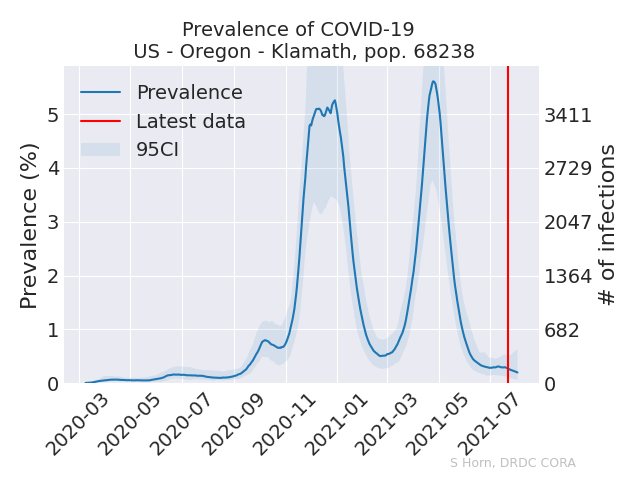 Prevalence of COVID-19
US - Oregon - Klamath, pop. 68238
Prevalence
Latest data
95CI
Prevalence (%)
5
4
3
2
1
0
3411
2729
2047
1364
682
0
# of infections
2020-03
2020-05
2020-07
2020-09
2020-11
2021-01
2021-03
2021-05
2021-07
S Horn, DRDC CORA